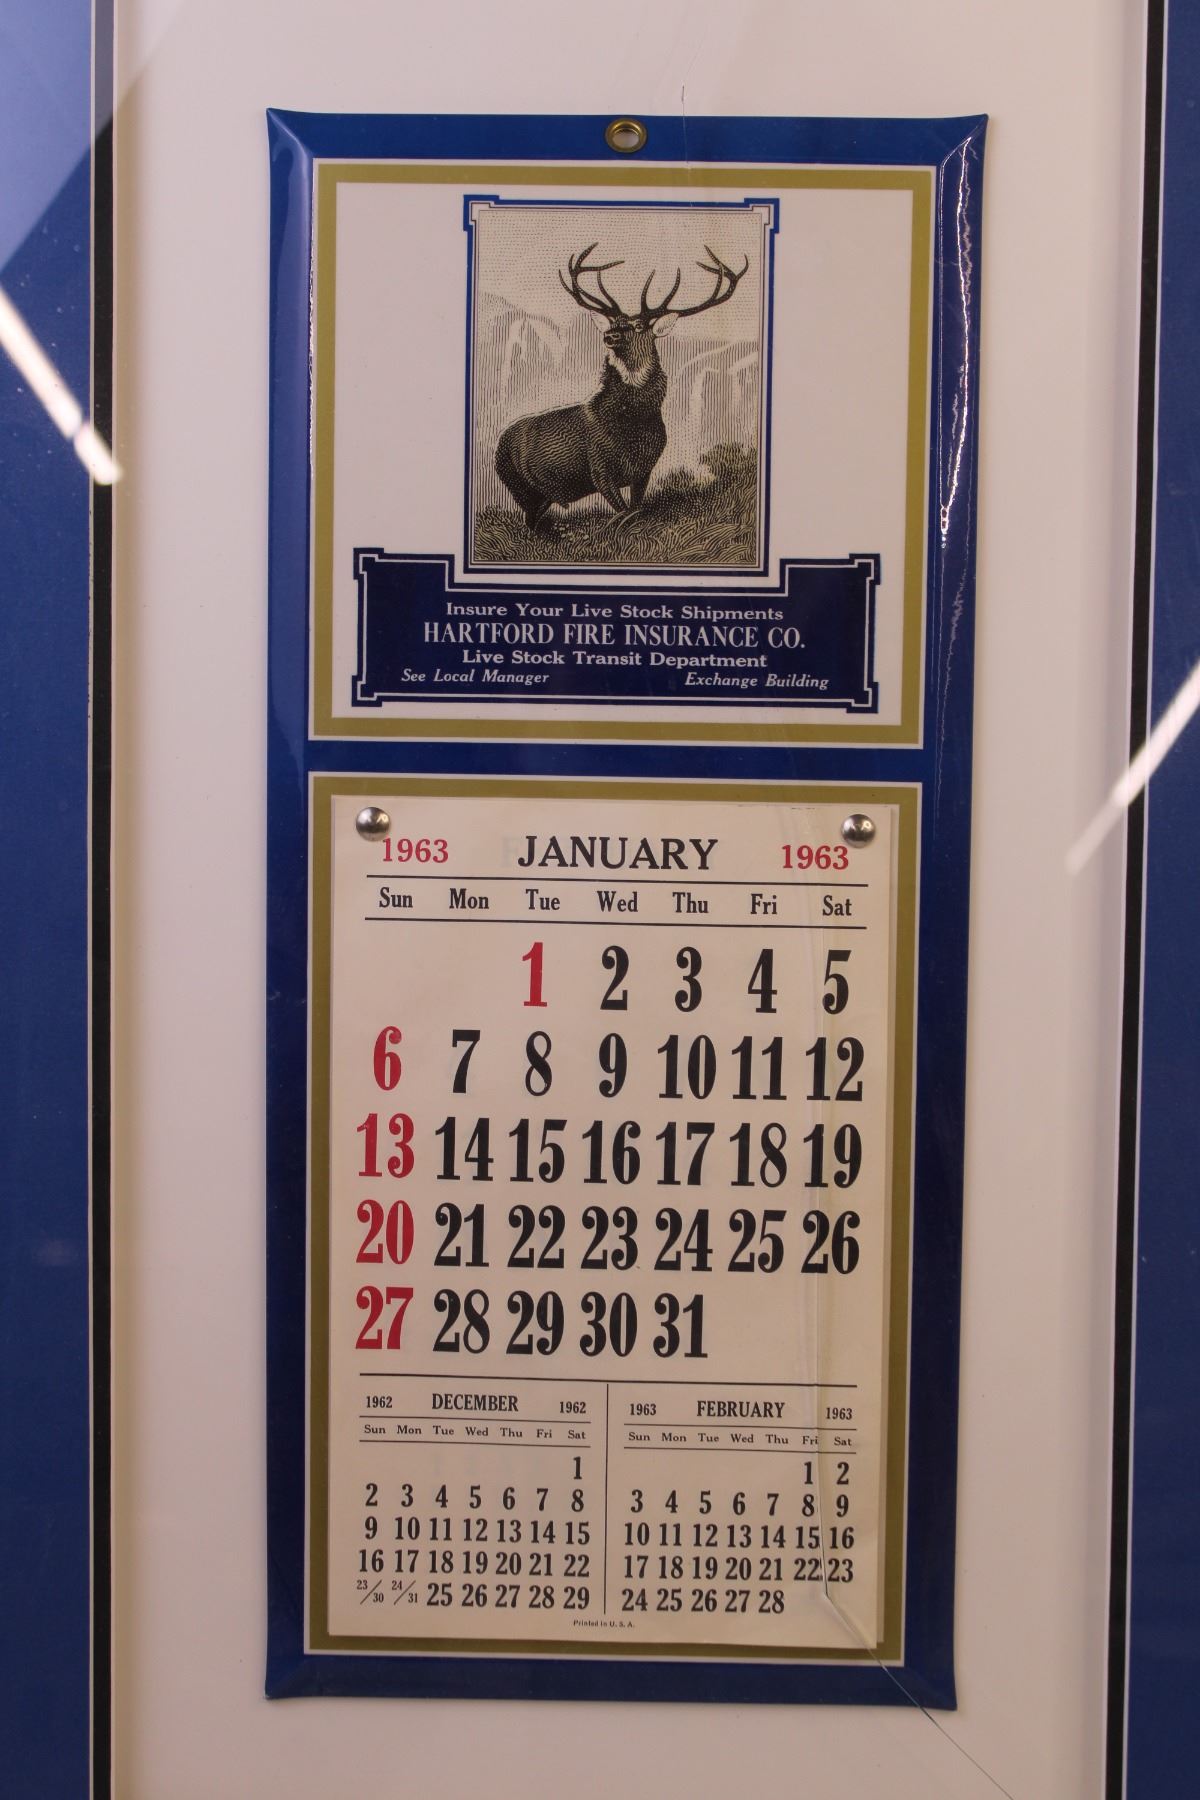 Insure Your Live Stock Shipments
HARTFORD FIRE INSURANCE CO.
Live Stock Transit Department
See Local Manager Exchange Building
1963 JANUARY 1963
Sun Mon Tue Wed Thu Fri Sat
1 2 3 4 5
6 7 8 9 10 11 12
13 14 15 16 17 18 19
20 21 22 23 24 25 26
27 28 29 30 31
1962 DECEMBER 1962
Sun Mon Tue Wed Thu Fri Sat
1
2 3 4 5 6 7 8
9 10 11 12 13 14 15
16 17 18 19 20 21 22
23/30 24/31 25 26 27 28 29
1963 FEBRUARY 1963
Sun Mon Tue Wed Thu Fri Sat
1 2
3 4 5 6 7 8 9
10 11 12 13 14 15 16
17 18 19 20 21 22 23
24 25 26 27 28
Printed in U. S. A.